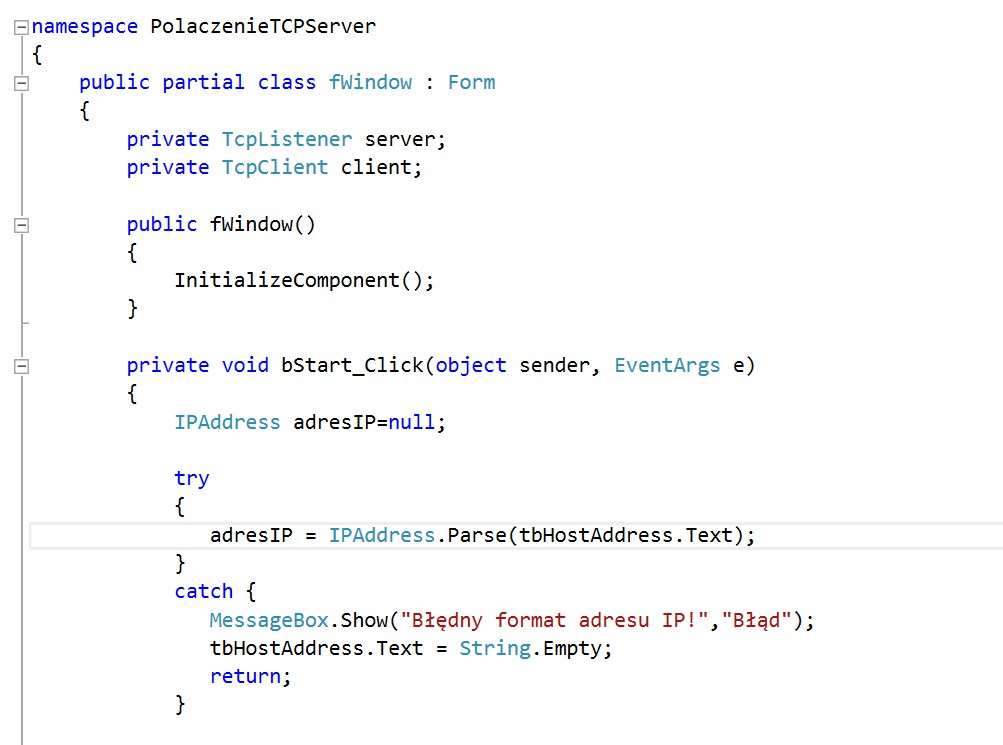 namespace PolaczenieTCPServer
{
public partial class fWindow : Form
{
private TcpListener server;
private TcpClient client;
public fWindow()
{
InitializeComponent();
}
private void bStart_Click(object sender, EventArgs e)
{
IPAddress adresIP=null;
try
{
adresIP = IPAddress.Parse(tbHostAddress.Text);
}
catch {
MessageBox.Show("Błędny format adresu IP!","Błąd");
tbHostAddress.Text = String.Empty;
return;
}